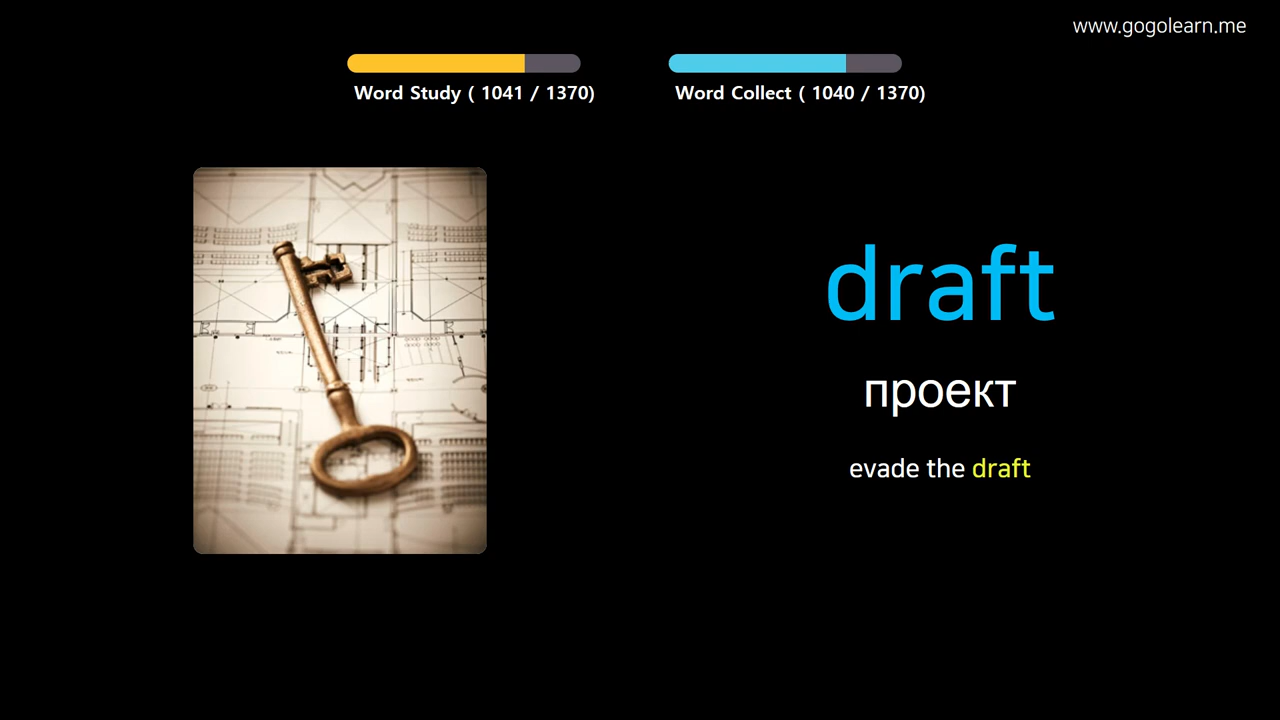 www.gogolearn.me
Word Study ( 1041 / 1370)
Word Collect ( 1040 / 1370)
draft
проект
evade the draft